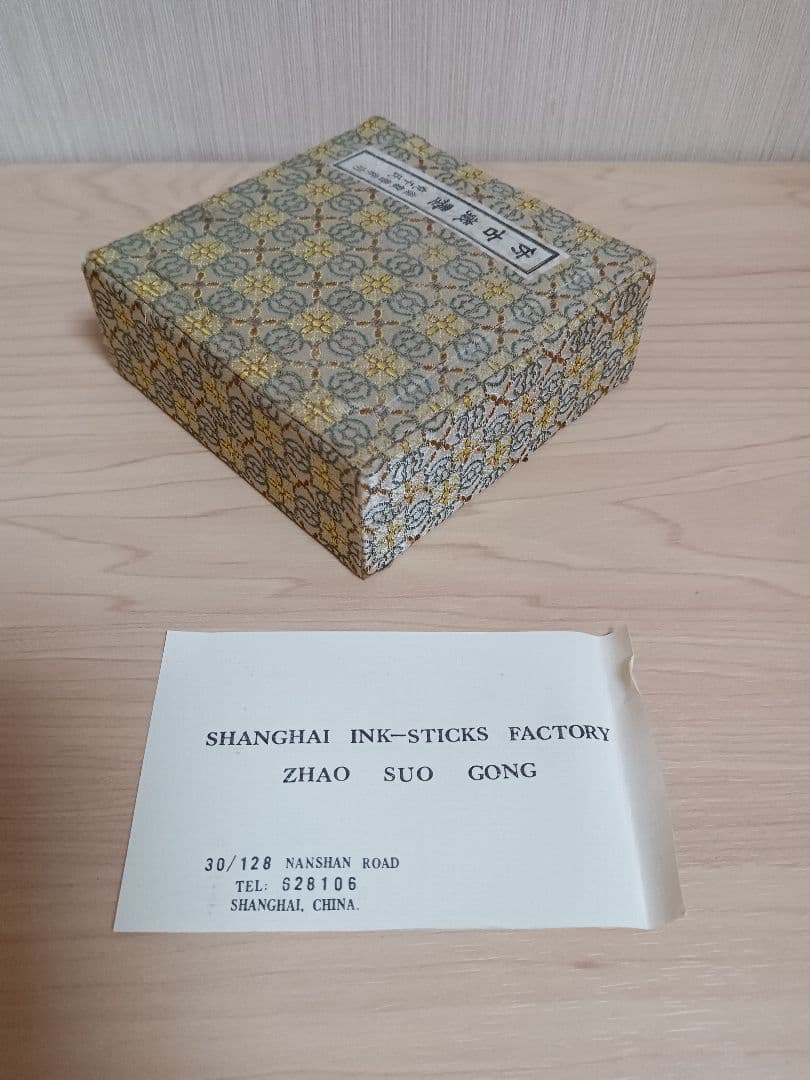 SHANGHAI INK—STICKS FACTORY
ZHAO SUO GONG
30/128 NANSHAN ROAD
TEL: 628106
SHANGHAI, CHINA.